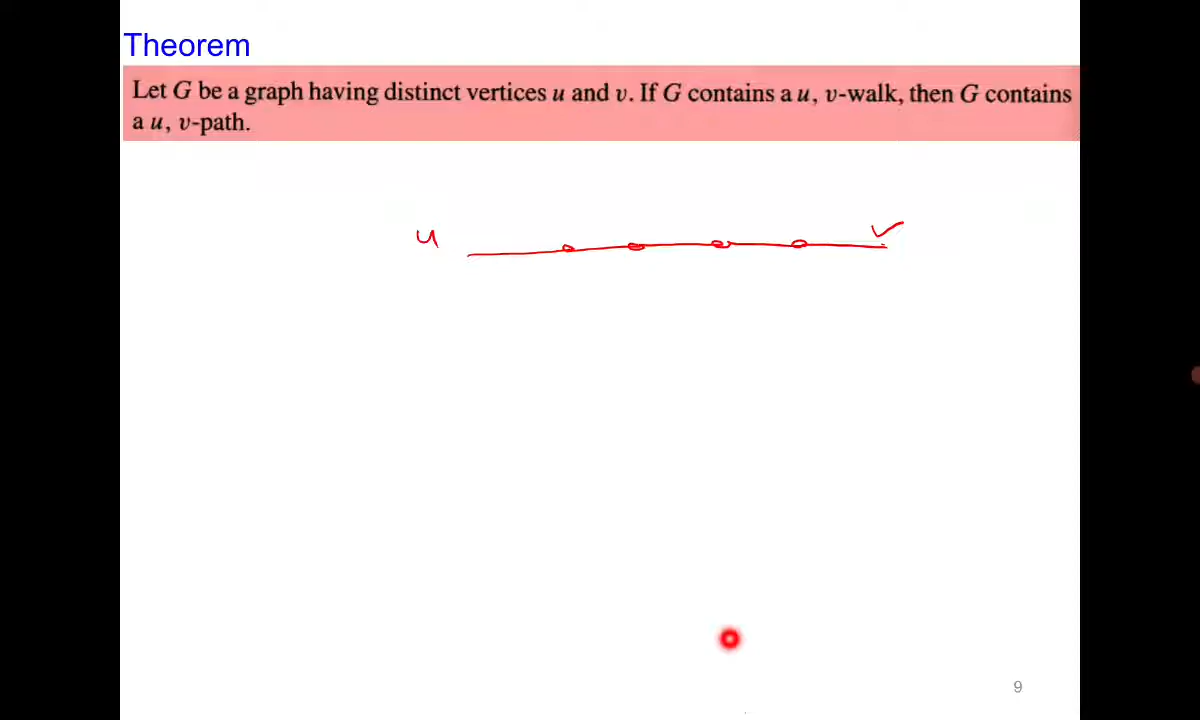 Theorem
Let G be a graph having distinct vertices u and v. If G contains a u, v-walk, then G contains
a u, v-path.
u v
9